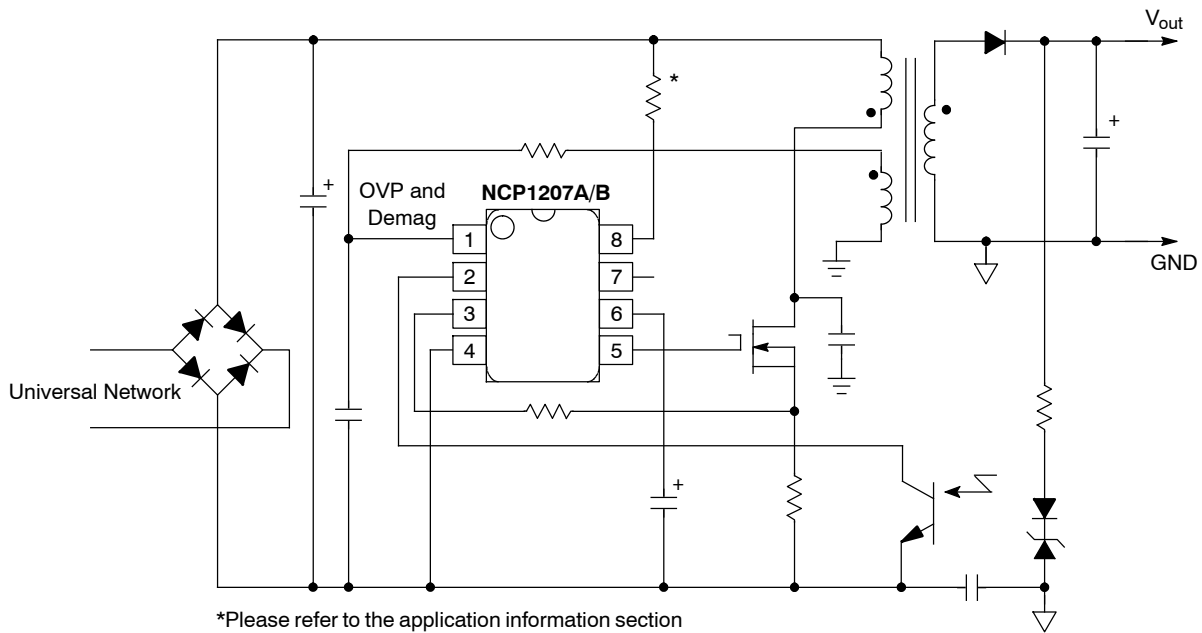 Vout
*
+
+
OVP and
Demag
NCP1207A/B
1
8
2
7
3
6
4
5
GND
Universal Network
+
*Please refer to the application information section